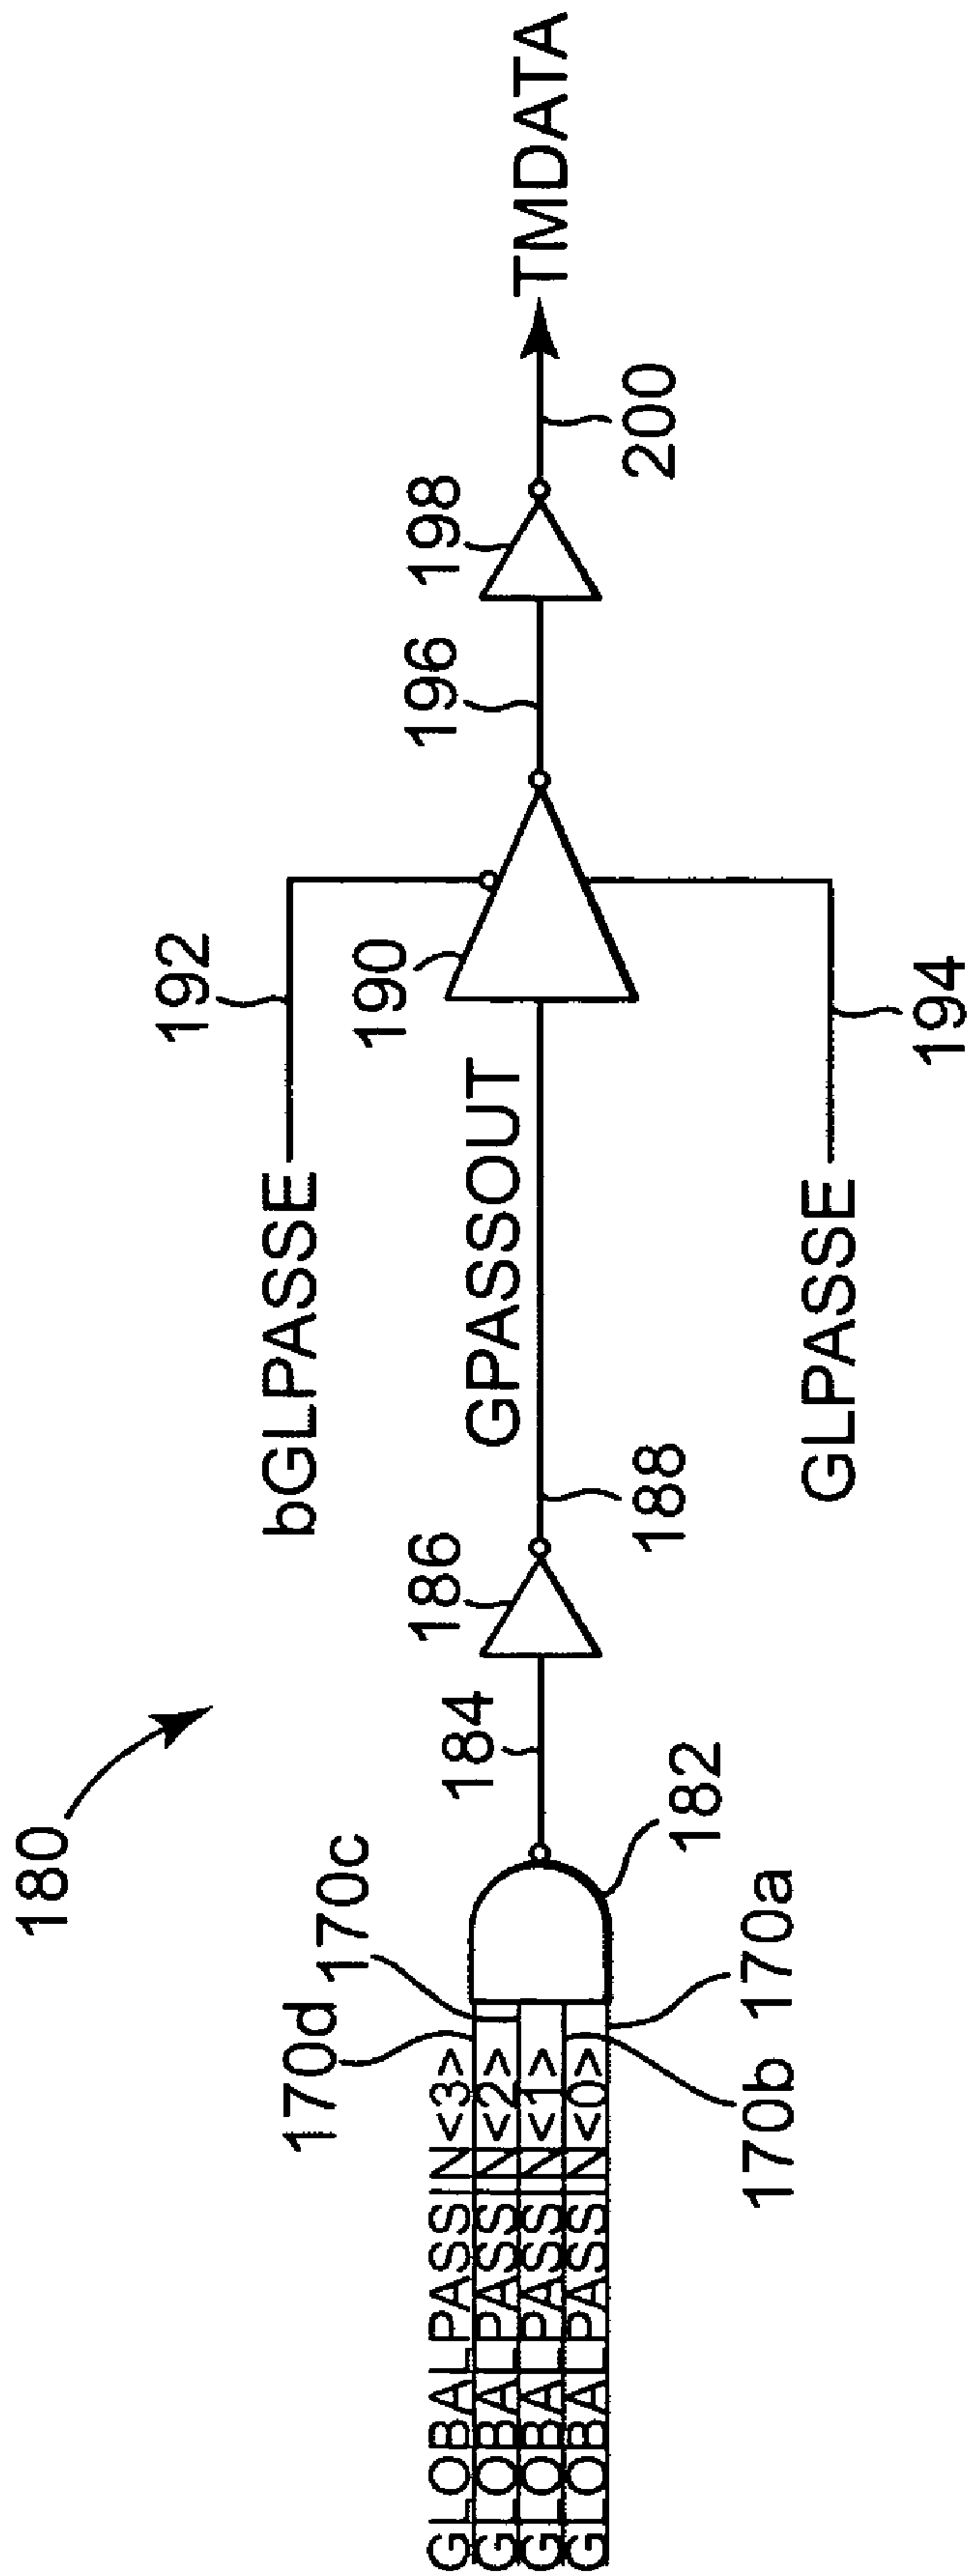 180
192
bGLPASSE
190
198
196
TMDATA
200
GPASSOUT
186
184
188
GLPASSE
194
170d
170c
182
GLOBALPASSIN<3>
GLOBALPASSIN<2>
GLOBALPASSIN<1>
GLOBALPASSIN<0>
170b
170a